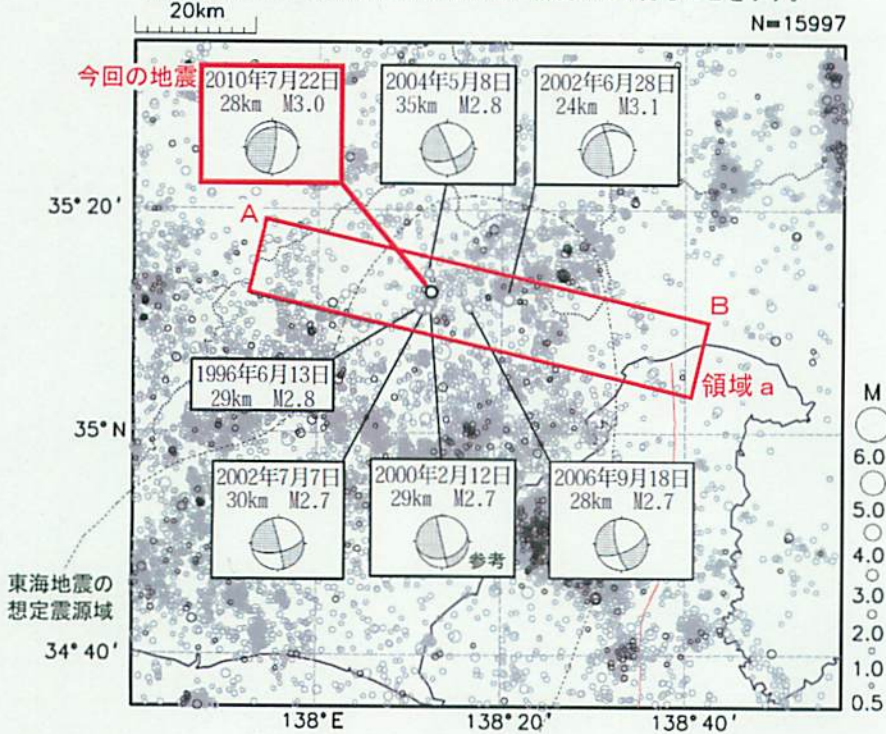 20km
N=15997
今回の地震
2010年7月22日
28km M3.0
2004年5月8日
35km M2.8
2002年6月28日
24km M3.1
35°20'
A
B
1996年6月13日
29km M2.8
領域a
35°N
M
6.0
5.0
4.0
3.0
2.0
1.0
0.5
2002年7月7日
30km M2.7
2000年2月12日
29km M2.7
参考
2006年9月18日
28km M2.7
東海地震の
想定震源域
34°40'
138°E
138°20'
138°40'